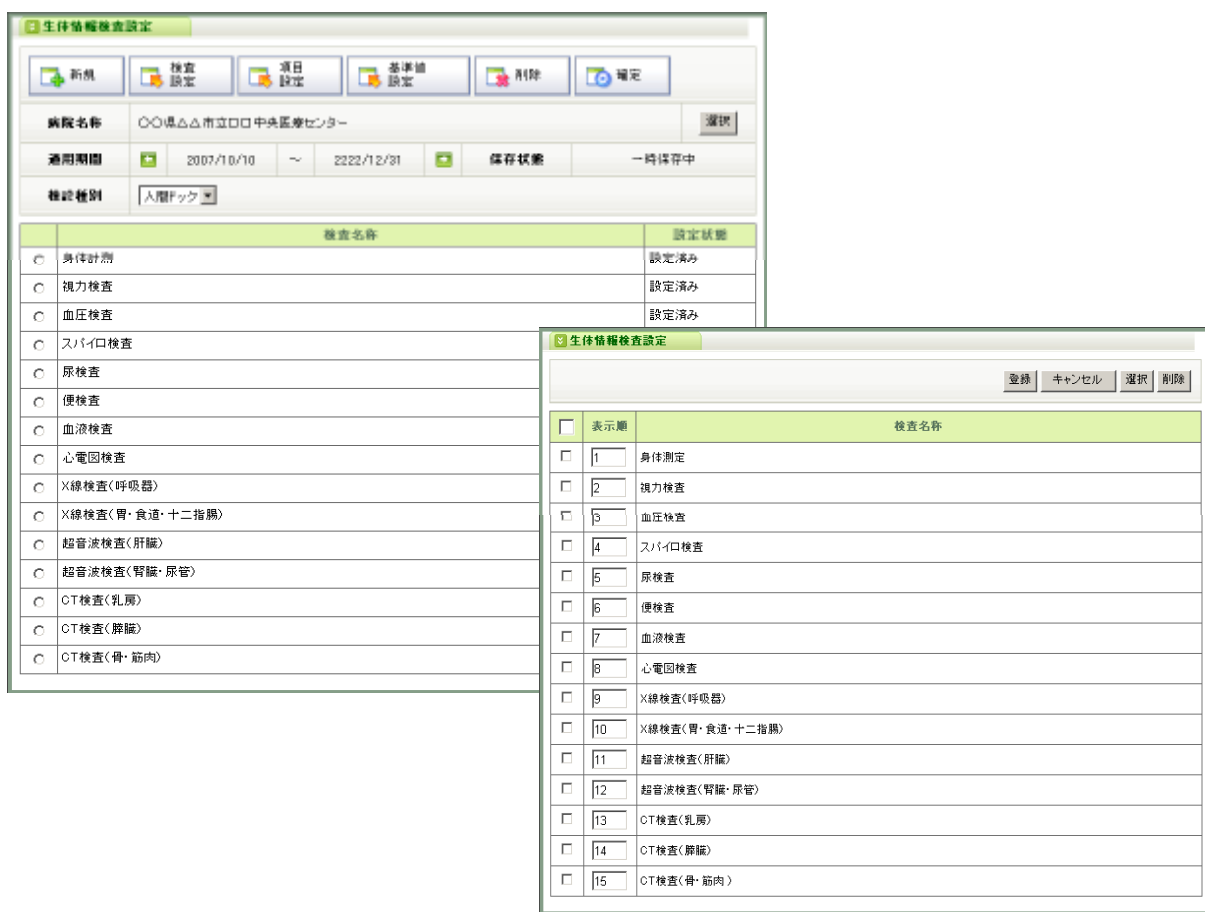 生体情報検査設定
新規 検査設定 項目設定 基準値設定 削除 確定
病院名称 〇〇県△△市立口口中央医療センター 選択
適用期間 2007/10/10 ～ 2222/12/31 保存状態 一時保存中
検診種別 人間ドック
検査名称 設定状態
身体計測 設定済み
視力検査 設定済み
血圧検査 設定済み
スパイロ検査
尿検査
便検査
血液検査
心電図検査
X線検査(呼吸器)
X線検査(胃・食道・十二指腸)
超音波検査(肝臓)
超音波検査(腎臓・尿管)
CT検査(乳房)
CT検査(膵臓)
CT検査(骨・筋肉)
生体情報検査設定
登録 キャンセル 選択 削除
表示順 検査名称
1 身体測定
2 視力検査
3 血圧検査
4 スパイロ検査
5 尿検査
6 便検査
7 血液検査
8 心電図検査
9 X線検査(呼吸器)
10 X線検査(胃・食道・十二指腸)
11 超音波検査(肝臓)
12 超音波検査(腎臓・尿管)
13 CT検査(乳房)
14 CT検査(膵臓)
15 CT検査(骨・筋肉)